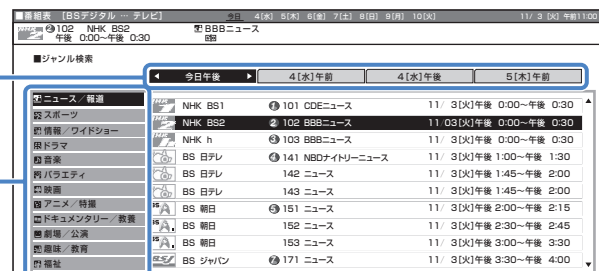 ■番組表 [BSデジタル … テレビ] 今日 4[水] 5[木] 6[金] 7[土] 8[日] 9[月] 10[火] 11/ 3 [火] 午前11:00
②102 NHK BS2 BBBニュース
午後 0:00～午後 0:30
■ジャンル検索
◀ 今日午後 ▶ 4[水]午前 4[水]午後 5[木]午前
ニュース／報道
スポーツ
情報／ワイドショー
ドラマ
音楽
バラエティ
映画
アニメ／特撮
ドキュメンタリー／教養
劇場／公演
趣味／教育
福祉
NHK BS1 ①101 CDEニュース 11/ 3[火]午後 0:00～午後 0:30
NHK BS2 ②102 BBBニュース 11/03[火]午後 0:00～午後 0:30
NHK h ③103 BBBニュース 11/ 3[火]午後 0:00～午後 0:30
BS 日テレ ④141 NBDナイトリーニュース 11/ 3[火]午後 1:00～午後 1:30
BS 日テレ 142 ニュース 11/ 3[火]午後 1:45～午後 2:00
BS 日テレ 143 ニュース 11/ 3[火]午後 1:45～午後 2:00
BS 朝日 ⑤151 ニュース 11/ 3[火]午後 2:00～午後 2:15
BS 朝日 152 ニュース 11/ 3[火]午後 2:30～午後 2:45
BS 朝日 153 ニュース 11/ 3[火]午後 3:00～午後 3:30
BS ジャパン 171 ニュース 11/ 3[火]午後 3:30～午後 4:00